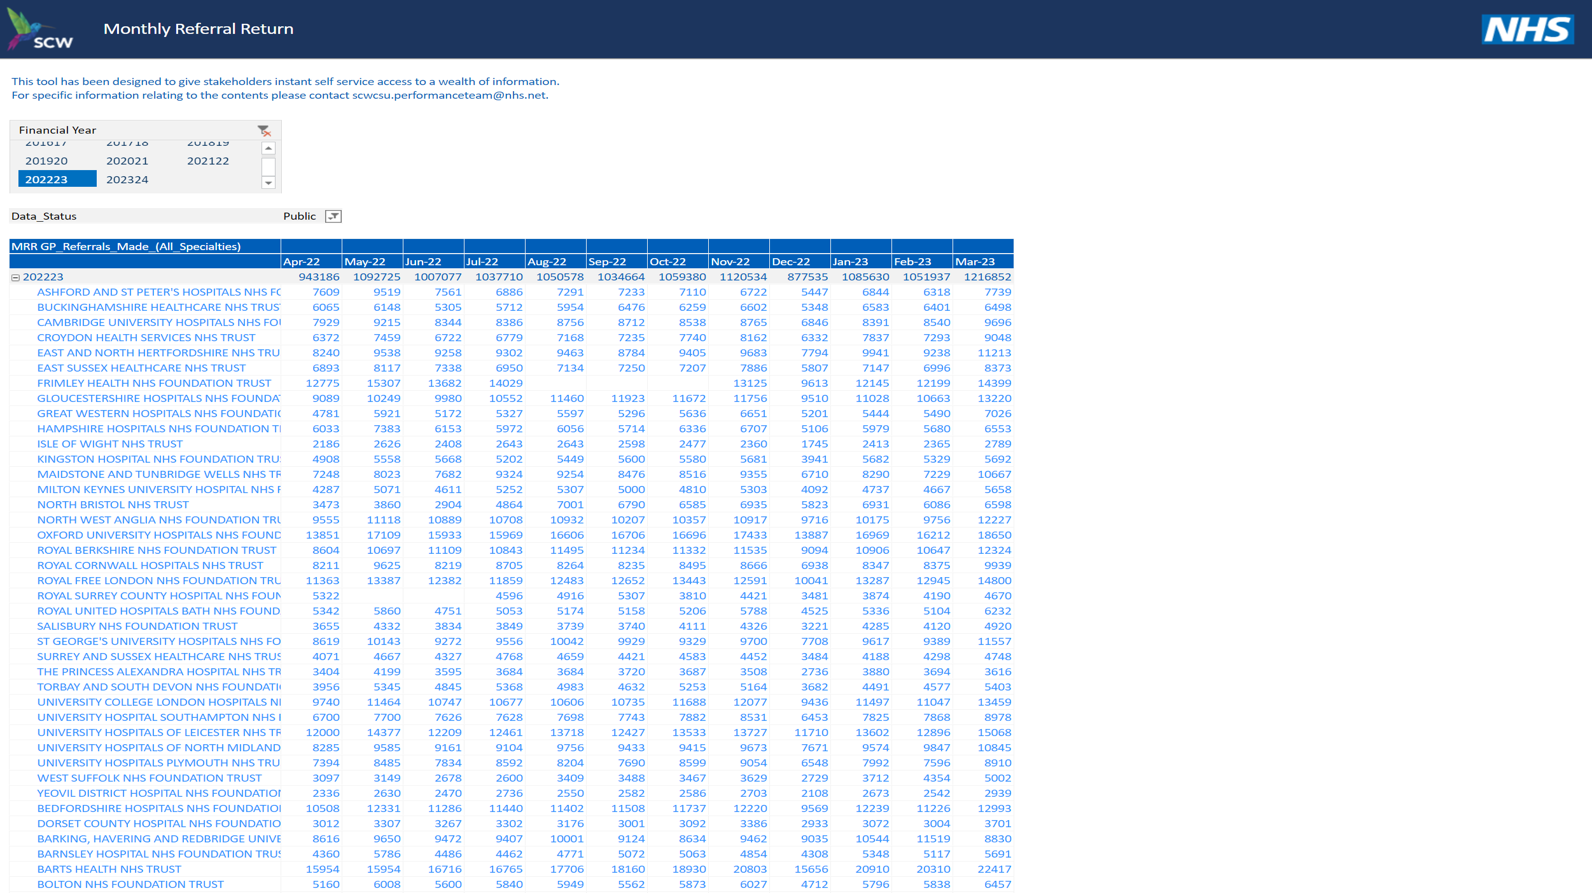 SCW
Monthly Referral Return
NHS
This tool has been designed to give stakeholders instant self service access to a wealth of information.
For specific information relating to the contents please contact scwcsu.performanceteam@nhs.net.
Financial Year
201617 201718 201819
201920 202021 202122
202223 202324
Data_Status Public
MRR GP_Referrals_Made_(All_Specialties)
Apr-22 May-22 Jun-22 Jul-22 Aug-22 Sep-22 Oct-22 Nov-22 Dec-22 Jan-23 Feb-23 Mar-23
202223 943186 1092725 1007077 1037710 1050578 1034664 1059380 1120534 877535 1085630 1051937 1216852
ASHFORD AND ST PETER'S HOSPITALS NHS FC 7609 9519 7561 6886 7291 7233 7110 6722 5447 6844 6318 7739
BUCKINGHAMSHIRE HEALTHCARE NHS TRUS 6065 6148 5305 5712 5954 6476 6259 6602 5348 6583 6401 6498
CAMBRIDGE UNIVERSITY HOSPITALS NHS FO 7929 9215 8344 8386 8756 8712 8538 8765 6846 8391 8540 9696
CROYDON HEALTH SERVICES NHS TRUST 6372 7459 6722 6779 7168 7235 7740 8162 6332 7837 7293 9048
EAST AND NORTH HERTFORDSHIRE NHS TRU 8240 9538 9258 9302 9463 8784 9405 9683 7794 9941 9238 11213
EAST SUSSEX HEALTHCARE NHS TRUST 6893 8117 7338 6950 7134 7250 7207 7886 5807 7147 6996 8373
FRIMLEY HEALTH NHS FOUNDATION TRUST 12775 15307 13682 14029 13125 9613 12145 12199 14399
GLOUCESTERSHIRE HOSPITALS NHS FOUNDA 9089 10249 9980 10552 11460 11923 11672 11756 9510 11028 10663 13220
GREAT WESTERN HOSPITALS NHS FOUNDATI 4781 5921 5172 5327 5597 5296 5636 6651 5201 5444 5490 7026
HAMPSHIRE HOSPITALS NHS FOUNDATION T 6033 7383 6153 5972 6056 5714 6336 6707 5106 5979 5680 6553
ISLE OF WIGHT NHS TRUST 2186 2626 2408 2643 2643 2598 2477 2360 1745 2413 2365 2789
KINGSTON HOSPITAL NHS FOUNDATION TRU 4908 5558 5668 5202 5449 5600 5580 5681 3941 5682 5329 5692
MAIDSTONE AND TUNBRIDGE WELLS NHS TR 7248 8023 7682 9324 9254 8476 8516 9355 6710 8290 7229 10667
MILTON KEYNES UNIVERSITY HOSPITAL NHS F 4287 5071 4611 5252 5307 5000 4810 5303 4092 4737 4667 5658
NORTH BRISTOL NHS TRUST 3473 3860 2904 4864 7001 6790 6585 6935 5823 6931 6086 6598
NORTH WEST ANGLIA NHS FOUNDATION TRU 9555 11118 10889 10708 10932 10207 10357 10917 9716 10175 9756 12227
OXFORD UNIVERSITY HOSPITALS NHS FOUND 13851 17109 15933 15969 16606 16706 16696 17433 13887 16969 16212 18650
ROYAL BERKSHIRE NHS FOUNDATION TRUST 8604 10697 11109 10843 11495 11234 11332 11535 9094 10906 10647 12324
ROYAL CORNWALL HOSPITALS NHS TRUST 8211 9625 8219 8705 8264 8235 8495 8666 6938 8347 8375 9939
ROYAL FREE LONDON NHS FOUNDATION TRU 11363 13387 12382 11859 12483 12652 13443 12591 10041 13287 12945 14800
ROYAL SURREY COUNTY HOSPITAL NHS FOUN 5322 4596 4916 5307 3810 4421 3481 3874 4190 4670
ROYAL UNITED HOSPITALS BATH NHS FOUND 5342 5860 4751 5053 5174 5158 5206 5788 4525 5336 5104 6232
SALISBURY NHS FOUNDATION TRUST 3655 4332 3834 3849 3739 3740 4111 4326 3221 4285 4120 4920
ST GEORGE'S UNIVERSITY HOSPITALS NHS FO 8619 10143 9272 9556 10042 9929 9329 9700 7708 9617 9389 11557
SURREY AND SUSSEX HEALTHCARE NHS TRUS 4071 4667 4327 4768 4659 4421 4583 4452 3484 4188 4298 4748
THE PRINCESS ALEXANDRA HOSPITAL NHS TR 3404 4199 3595 3684 3684 3720 3687 3508 2736 3880 3694 3616
TORBAY AND SOUTH DEVON NHS FOUNDATI 3956 5345 4845 5368 4983 4632 5253 5164 3682 4491 4577 5403
UNIVERSITY COLLEGE LONDON HOSPITALS N 9740 11464 10747 10677 10606 10735 11688 12077 9436 11497 11047 13459
UNIVERSITY HOSPITAL SOUTHAMPTON NHS 6700 7700 7626 7628 7698 7743 7882 8531 6453 7825 7868 8978
UNIVERSITY HOSPITALS OF LEICESTER NHS TR 12000 14377 12209 12461 13718 12427 13533 13727 11710 13602 12896 15068
UNIVERSITY HOSPITALS OF NORTH MIDLAND 8285 9585 9161 9104 9756 9433 9415 9673 7671 9574 9847 10845
UNIVERSITY HOSPITALS PLYMOUTH NHS TRU 7394 8485 7834 8592 8204 7690 8599 9054 6548 7992 7596 8910
WEST SUFFOLK NHS FOUNDATION TRUST 3097 3149 2678 2600 3409 3488 3467 3629 2729 3712 4354 5002
YEOVIL DISTRICT HOSPITAL NHS FOUNDATION 2336 2630 2470 2736 2550 2582 2586 2703 2108 2673 2542 2939
BEDFORDSHIRE HOSPITALS NHS FOUNDATIO 10508 12331 11286 11440 11402 11508 11737 12220 9569 12239 11226 12993
DORSET COUNTY HOSPITAL NHS FOUNDATIO 3012 3307 3267 3302 3176 3001 3092 3386 2933 3072 3004 3701
BARKING, HAVERING AND REDBRIDGE UNIVE 8616 9650 9472 9407 10001 9124 8634 9462 9035 10544 11519 8830
BARNSLEY HOSPITAL NHS FOUNDATION TRUS 4360 5786 4486 4462 4771 5072 5063 4854 4308 5348 5117 5691
BARTS HEALTH NHS TRUST 15954 15954 16716 16765 17706 18160 18930 20803 15656 20910 20310 22417
BOLTON NHS FOUNDATION TRUST 5160 6008 5600 5840 5949 5562 5873 6027 4712 5796 5838 6457